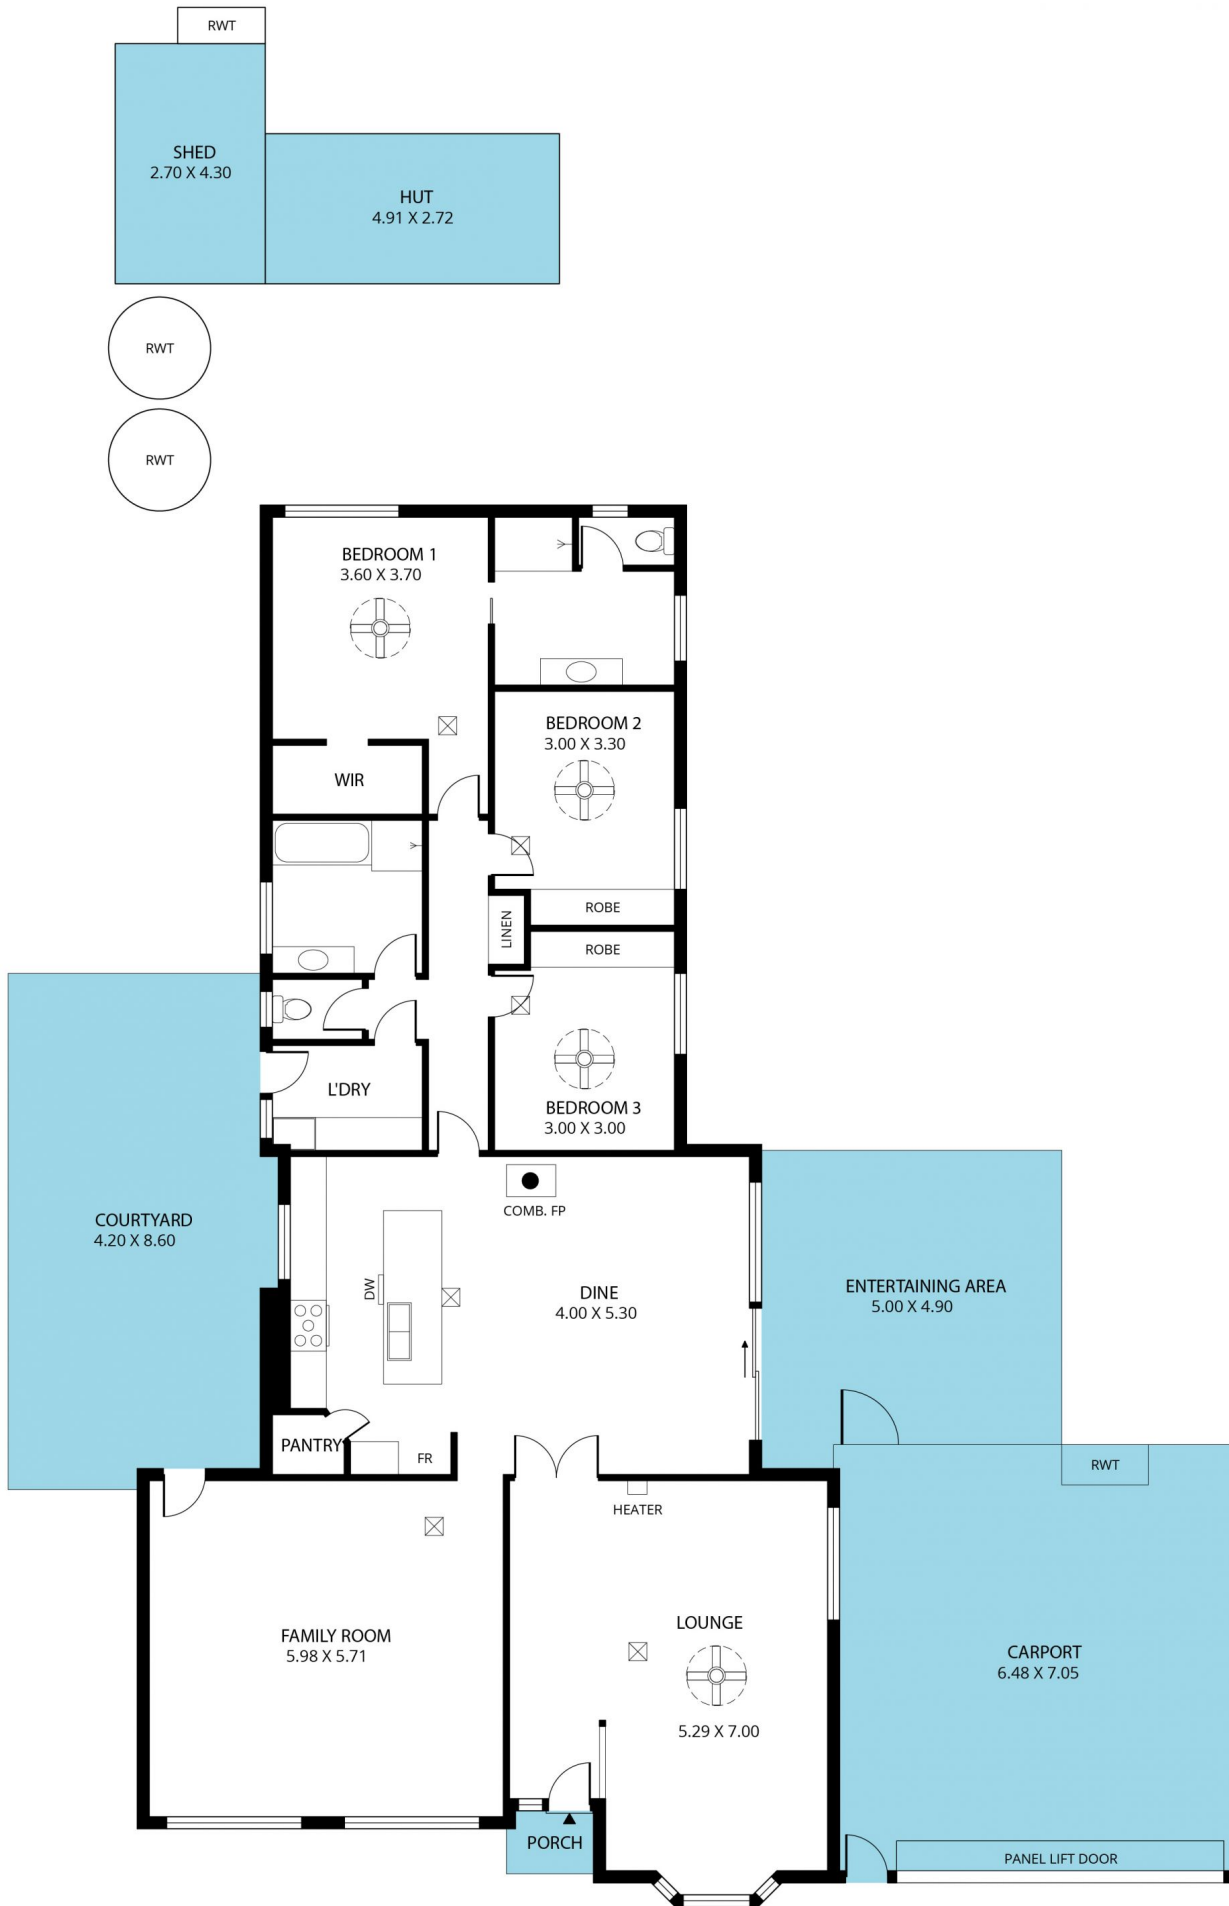 RWT
SHED
2.70 X 4.30
HUT
4.91 X 2.72
RWT
RWT
BEDROOM 1
3.60 X 3.70
BEDROOM 2
3.00 X 3.30
WIR
ROBE
LINEN
ROBE
L'DRY
BEDROOM 3
3.00 X 3.00
COURTYARD
4.20 X 8.60
COMB. FP
DW
DINE
4.00 X 5.30
ENTERTAINING AREA
5.00 X 4.90
PANTRY
FR
RWT
HEATER
FAMILY ROOM
5.98 X 5.71
LOUNGE
5.29 X 7.00
CARPORT
6.48 X 7.05
PORCH
PANEL LIFT DOOR